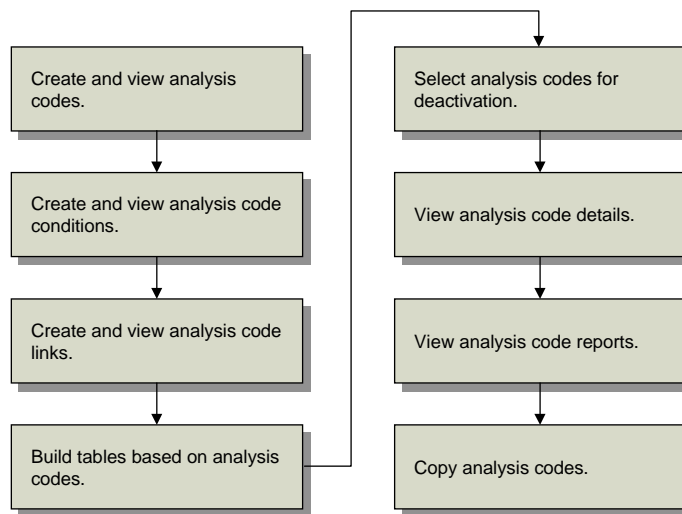 Create and view analysis
codes.
Create and view analysis code
conditions.
Create and view analysis code
links.
Build tables based on analysis
codes.
Select analysis codes for
deactivation.
View analysis code details.
View analysis code reports.
Copy analysis codes.